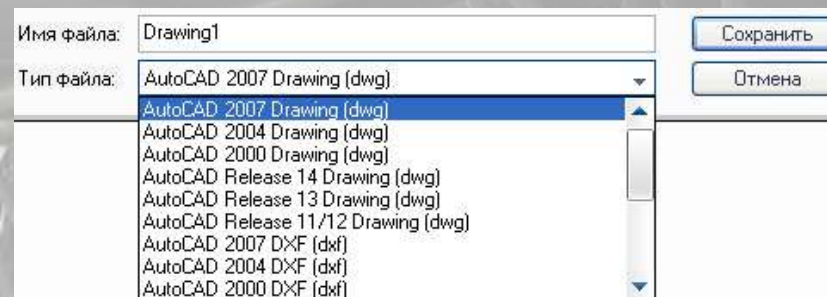 Имя файла: Drawing1 Сохранить
Тип файла: AutoCAD 2007 Drawing (dwg) Отмена
AutoCAD 2007 Drawing (dwg)
AutoCAD 2004 Drawing (dwg)
AutoCAD 2000 Drawing (dwg)
AutoCAD Release 14 Drawing (dwg)
AutoCAD Release 13 Drawing (dwg)
AutoCAD Release 11/12 Drawing (dwg)
AutoCAD 2007 DXF (dxf)
AutoCAD 2004 DXF (dxf)
AutoCAD 2000 DXF (dxf)